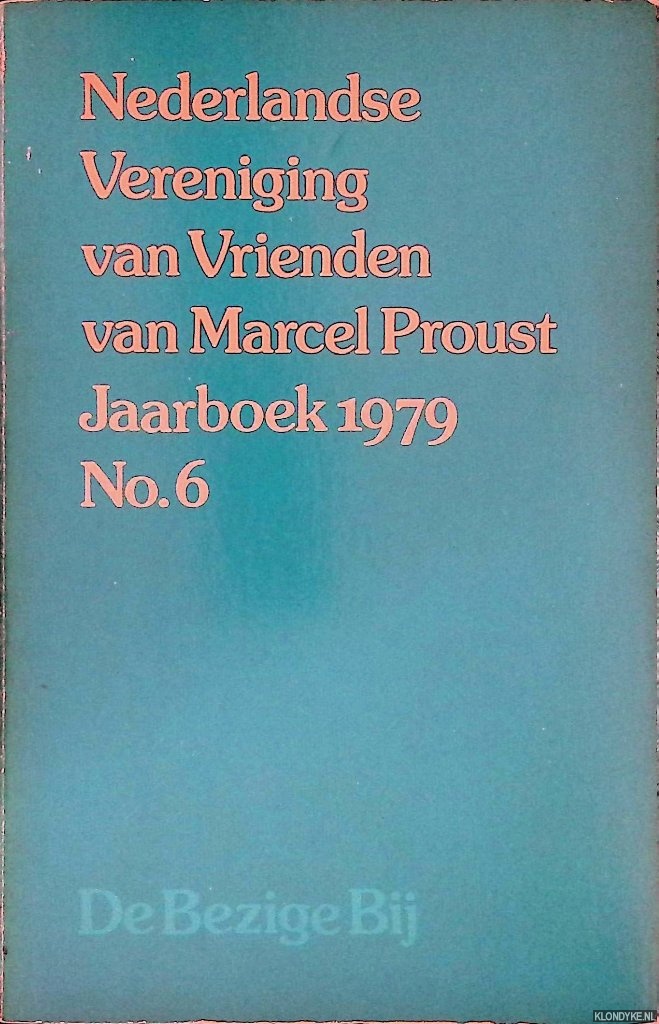 Nederlandse
Vereniging
van Vrienden
van Marcel Proust
Jaarboek 1979
No. 6
De Bezige Bij
KLONDYKE.NL